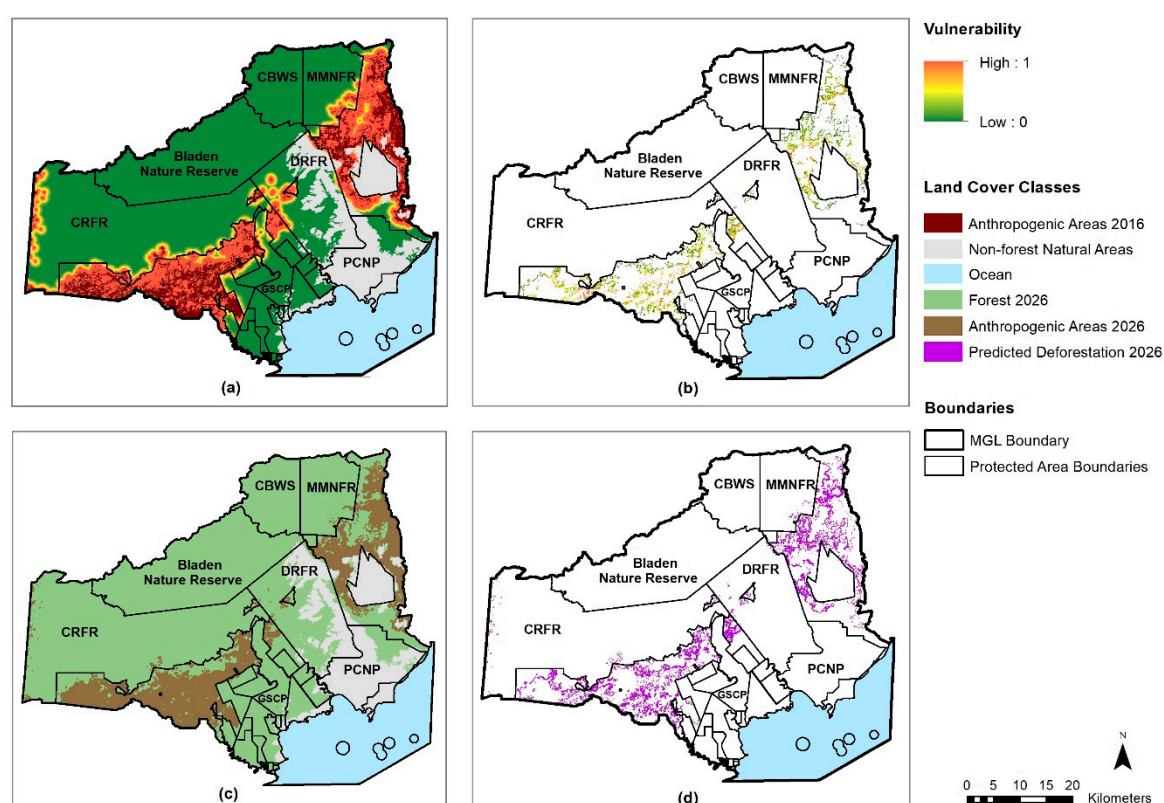 CBWS
MMNFR
Bladen
Nature Reserve
DRFR
CRFR
PCNP
GSCP
(a)
CBWS
MMNFR
Bladen
Nature Reserve
DRFR
CRFR
PCNP
GSCP
(b)
CBWS
MMNFR
Bladen
Nature Reserve
DRFR
CRFR
PCNP
GSCP
(c)
CBWS
MMNFR
Bladen
Nature Reserve
DRFR
CRFR
PCNP
GSCP
(d)
Vulnerability
High : 1
Low : 0
Land Cover Classes
Anthropogenic Areas 2016
Non-forest Natural Areas
Ocean
Forest 2026
Anthropogenic Areas 2026
Predicted Deforestation 2026
Boundaries
MGL Boundary
Protected Area Boundaries
N
0 5 10 15 20
Kilometers